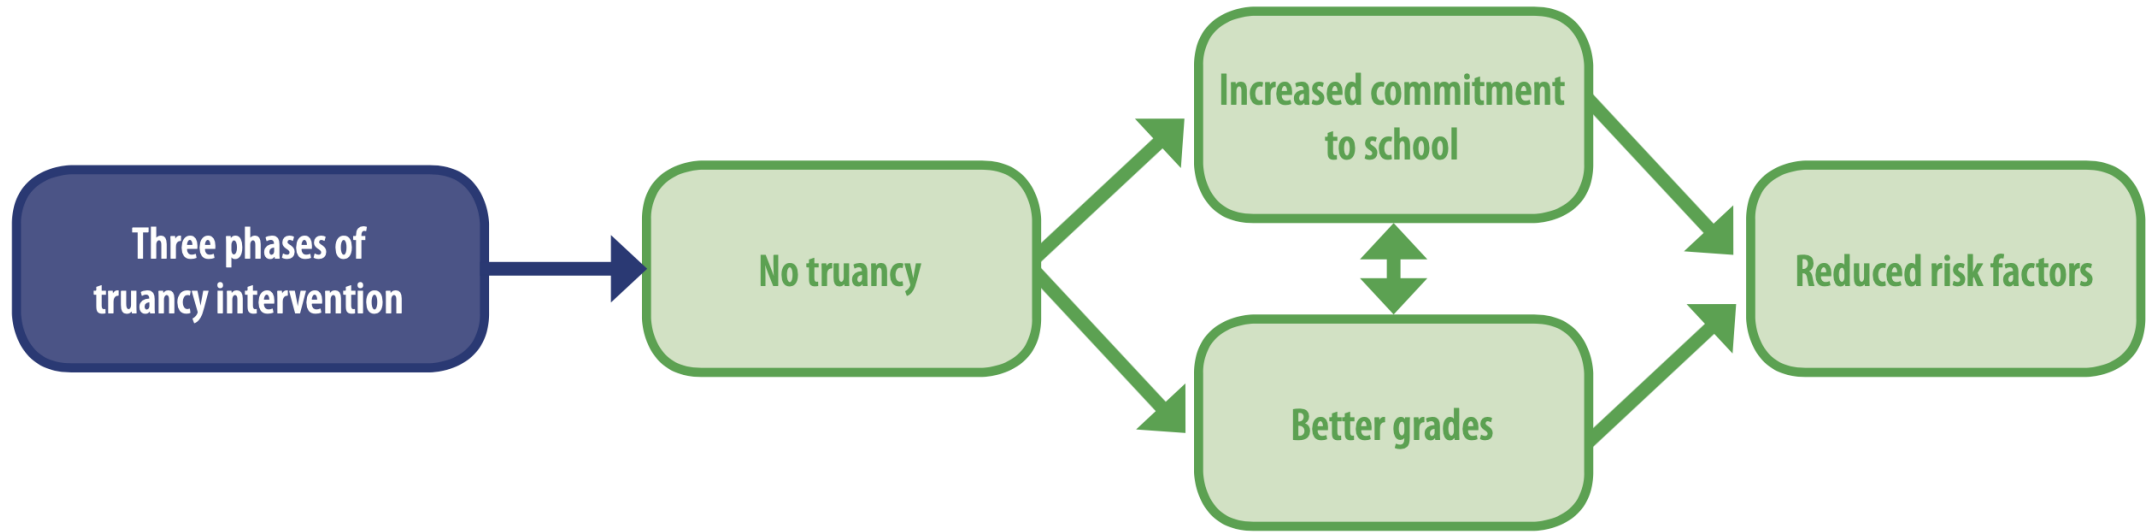 Three phases of
truancy intervention
No truancy
Increased commitment
to school
Better grades
Reduced risk factors